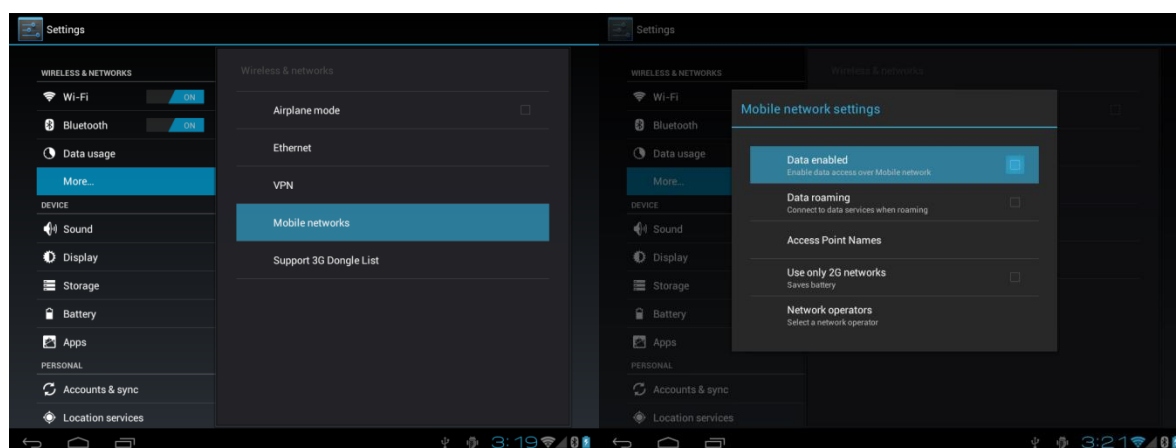 Settings
WIRELESS & NETWORKS
Wi-Fi
ON
Bluetooth
ON
Data usage
More...
DEVICE
Sound
Display
Storage
Battery
Apps
PERSONAL
Accounts & sync
Location services
Wireless & networks
Airplane mode
Ethernet
VPN
Mobile networks
Support 3G Dongle List
3:19
Settings
WIRELESS & NETWORKS
Wi-Fi
Bluetooth
Data usage
More...
DEVICE
Sound
Display
Storage
Battery
Apps
PERSONAL
Accounts & sync
Location services
Wireless & networks
Mobile network settings
Data enabled
Enable data access over Mobile network
Data roaming
Connect to data services when roaming
Access Point Names
Use only 2G networks
Saves battery
Network operators
Select a network operator
3:21